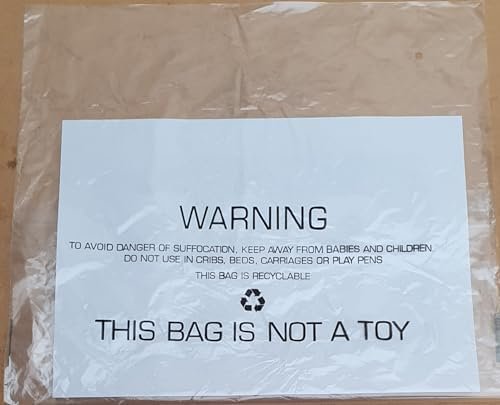 WARNING
TO AVOID DANGER OF SUFFOCATION, KEEP AWAY FROM BABIES AND CHILDREN.
DO NOT USE IN CRIBS, BEDS, CARRIAGES OR PLAY PENS
THIS BAG IS RECYCLABLE
THIS BAG IS NOT A TOY